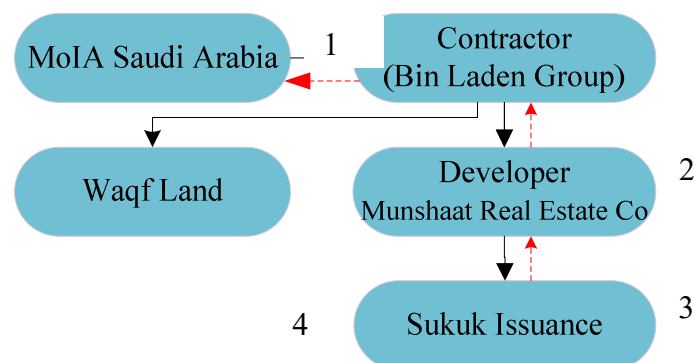 MoIA Saudi Arabia
1
Contractor
(Bin Laden Group)
Waqf Land
Developer
Munshaat Real Estate Co
2
4
Sukuk Issuance
3